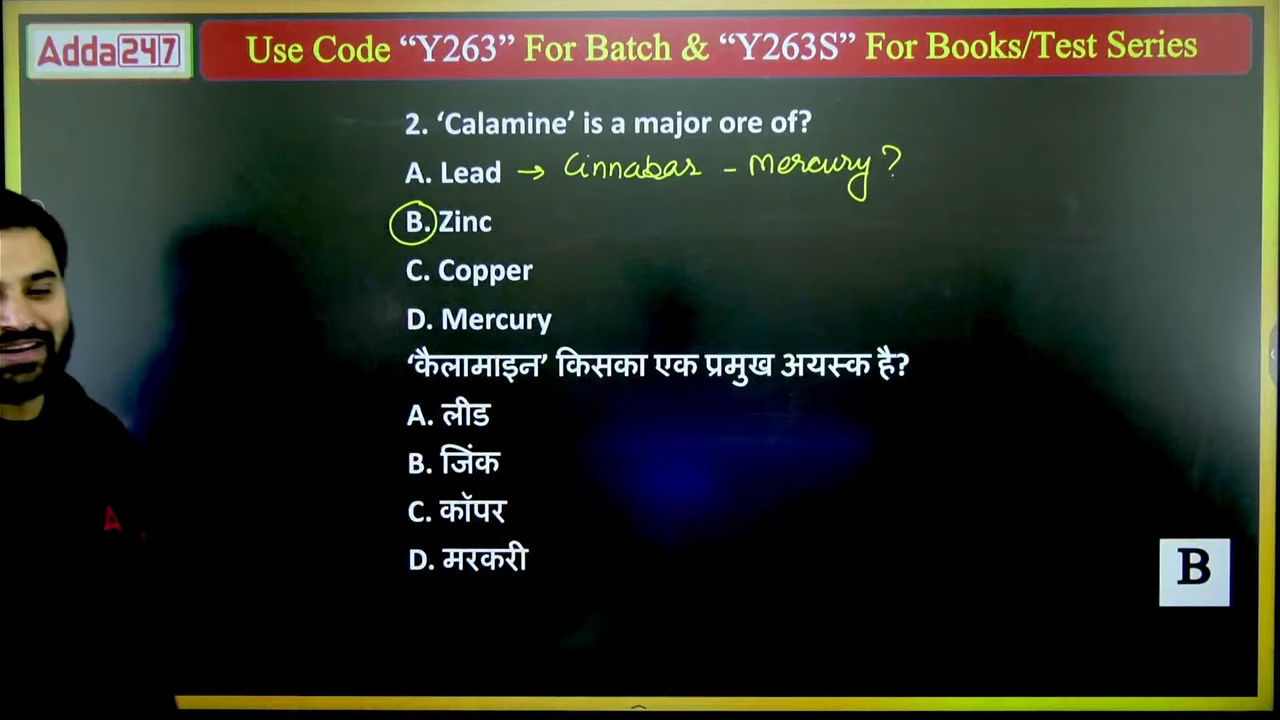 Adda247
Use Code “Y263” For Batch & “Y263S” For Books/Test Series
2. ‘Calamine’ is a major ore of?
A. Lead → Cinnabar - Mercury?
B. Zinc
C. Copper
D. Mercury
‘कैलामाइन’ किसका एक प्रमुख अयस्क है?
A. लीड
B. जिंक
C. कॉपर
D. मरकरी
B